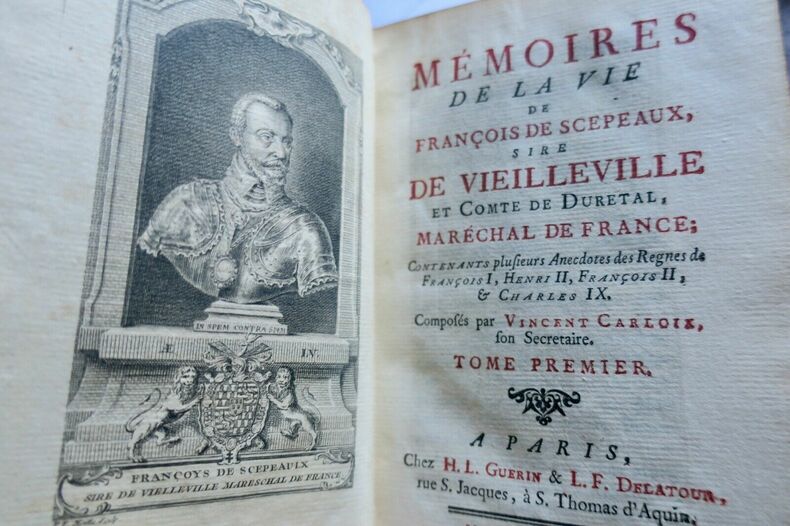 IN SPEM CONTRA SPEM
Æ. LV.
FRANÇOYS DE SCEPEAULX
SIRE DE VIELLEVILLE MARESCHAL DE FRANCE
MÉMOIRES
DE LA VIE
DE
FRANÇOIS DE SCEPEAUX,
SIRE
DE VIEILLEVILLE
ET COMTE DE DURETAL,
MARÉCHAL DE FRANCE;
CONTENANTS plusieurs Anecdotes des Regnes de
FRANÇOIS I, HENRI II, FRANÇOIS II,
& CHARLES IX.
Composés par VINCENT CARLOIX,
son Secretaire.
TOME PREMIER.
A PARIS,
Chez H. L. GUERIN & L. F. DELATOUR,
rue S. Jacques, à S. Thomas d'Aquin.